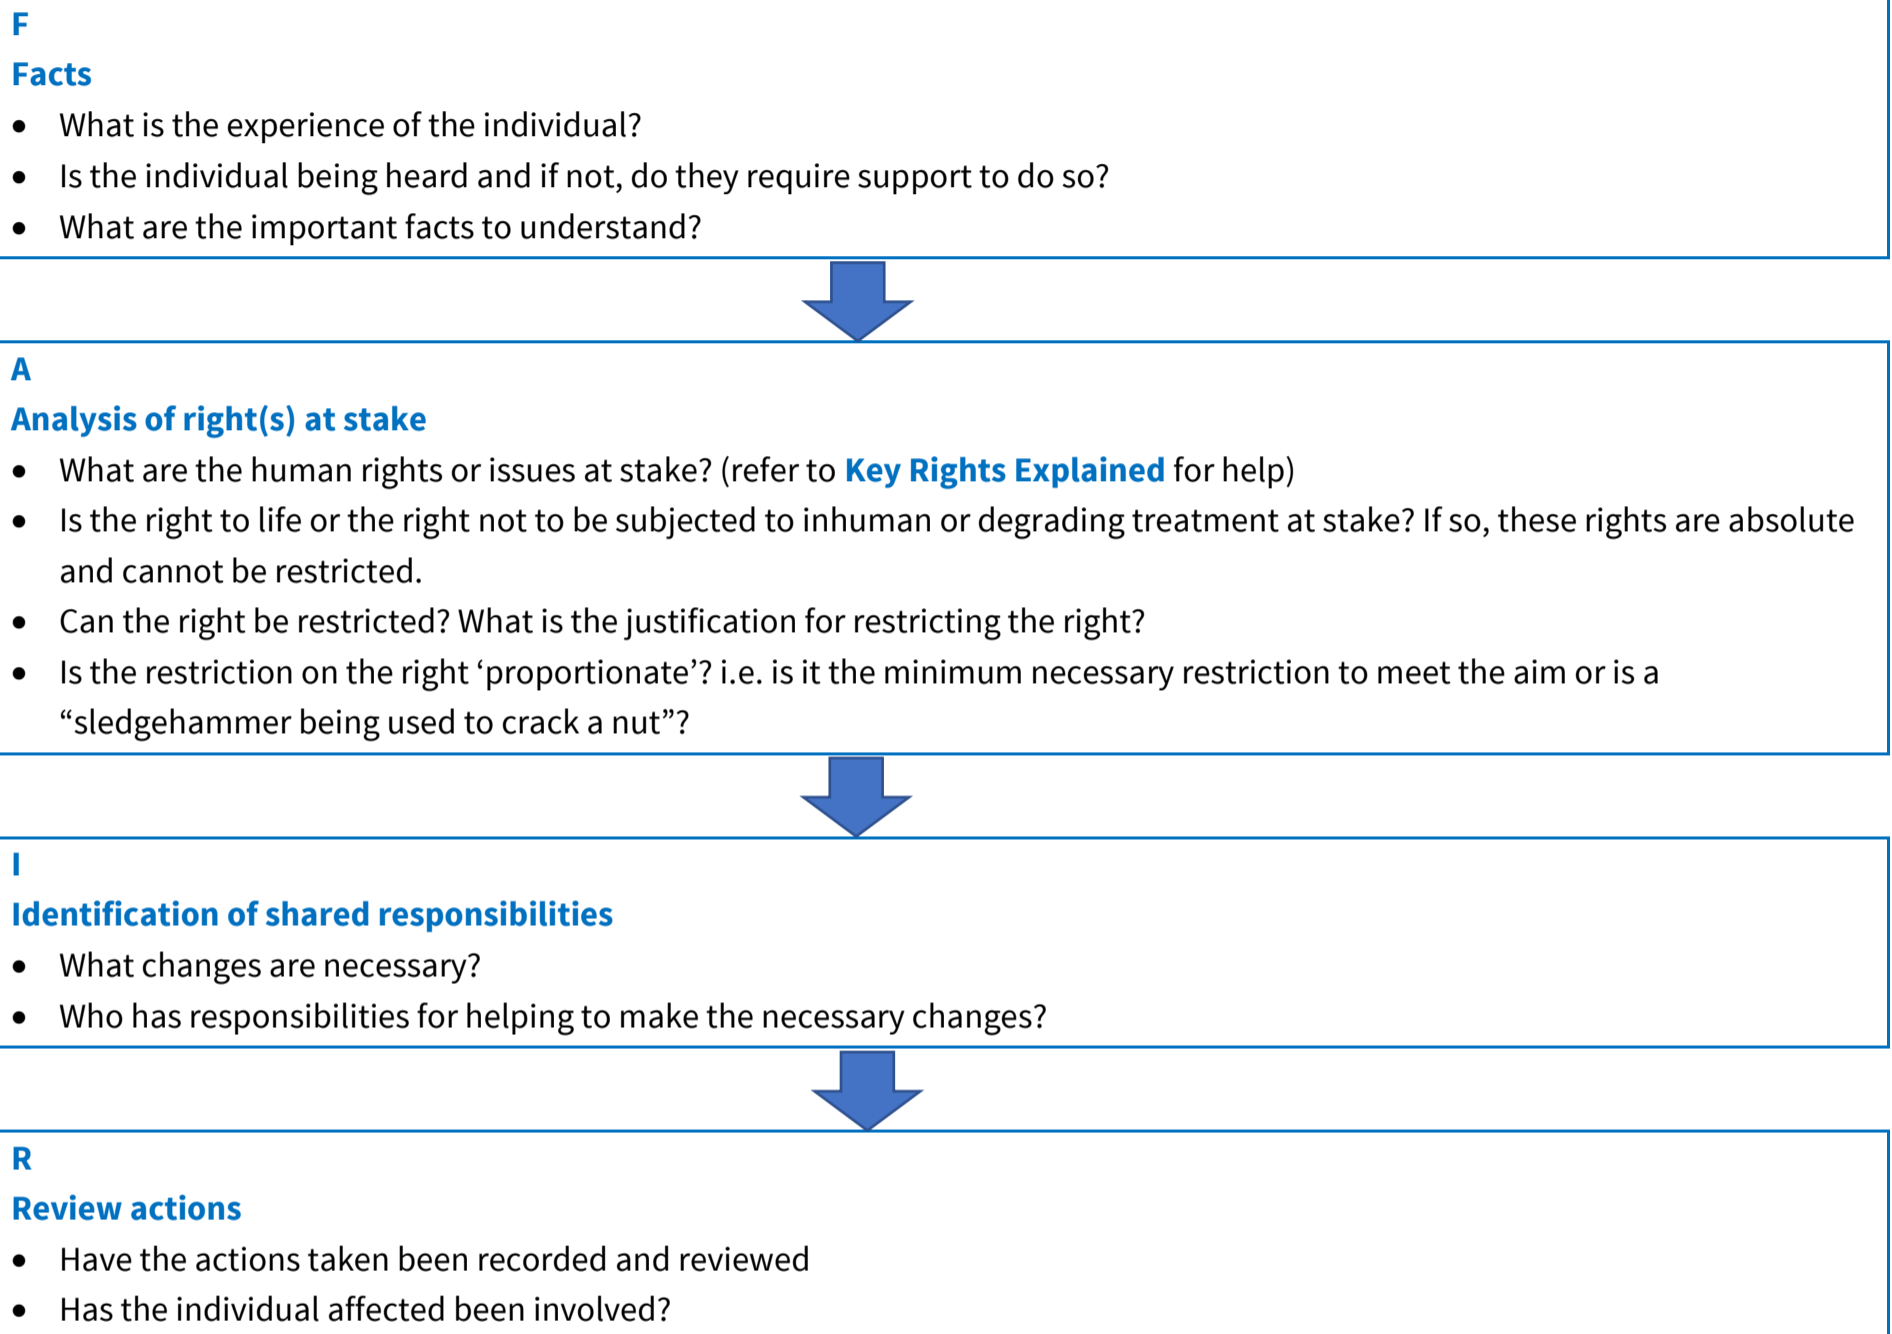 F
Facts
• What is the experience of the individual?
• Is the individual being heard and if not, do they require support to do so?
• What are the important facts to understand?
A
Analysis of right(s) at stake
• What are the human rights or issues at stake? (refer to Key Rights Explained for help)
• Is the right to life or the right not to be subjected to inhuman or degrading treatment at stake? If so, these rights are absolute
and cannot be restricted.
• Can the right be restricted? What is the justification for restricting the right?
• Is the restriction on the right ‘proportionate’? i.e. is it the minimum necessary restriction to meet the aim or is a
“sledgehammer being used to crack a nut”?
I
Identification of shared responsibilities
• What changes are necessary?
• Who has responsibilities for helping to make the necessary changes?
R
Review actions
• Have the actions taken been recorded and reviewed
• Has the individual affected been involved?